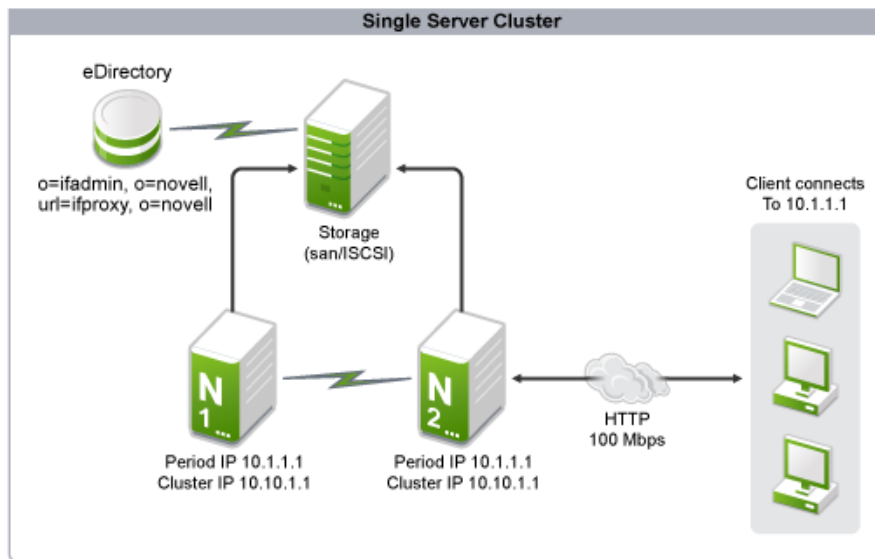 Single Server Cluster
eDirectory
o=ifadmin, o=novell,
url=ifproxy, o=novell
Storage
(san/ISCSI)
Client connects
To 10.1.1.1
N
1
N
2
HTTP
100 Mbps
Period IP 10.1.1.1
Cluster IP 10.10.1.1
Period IP 10.1.1.1
Cluster IP 10.10.1.1